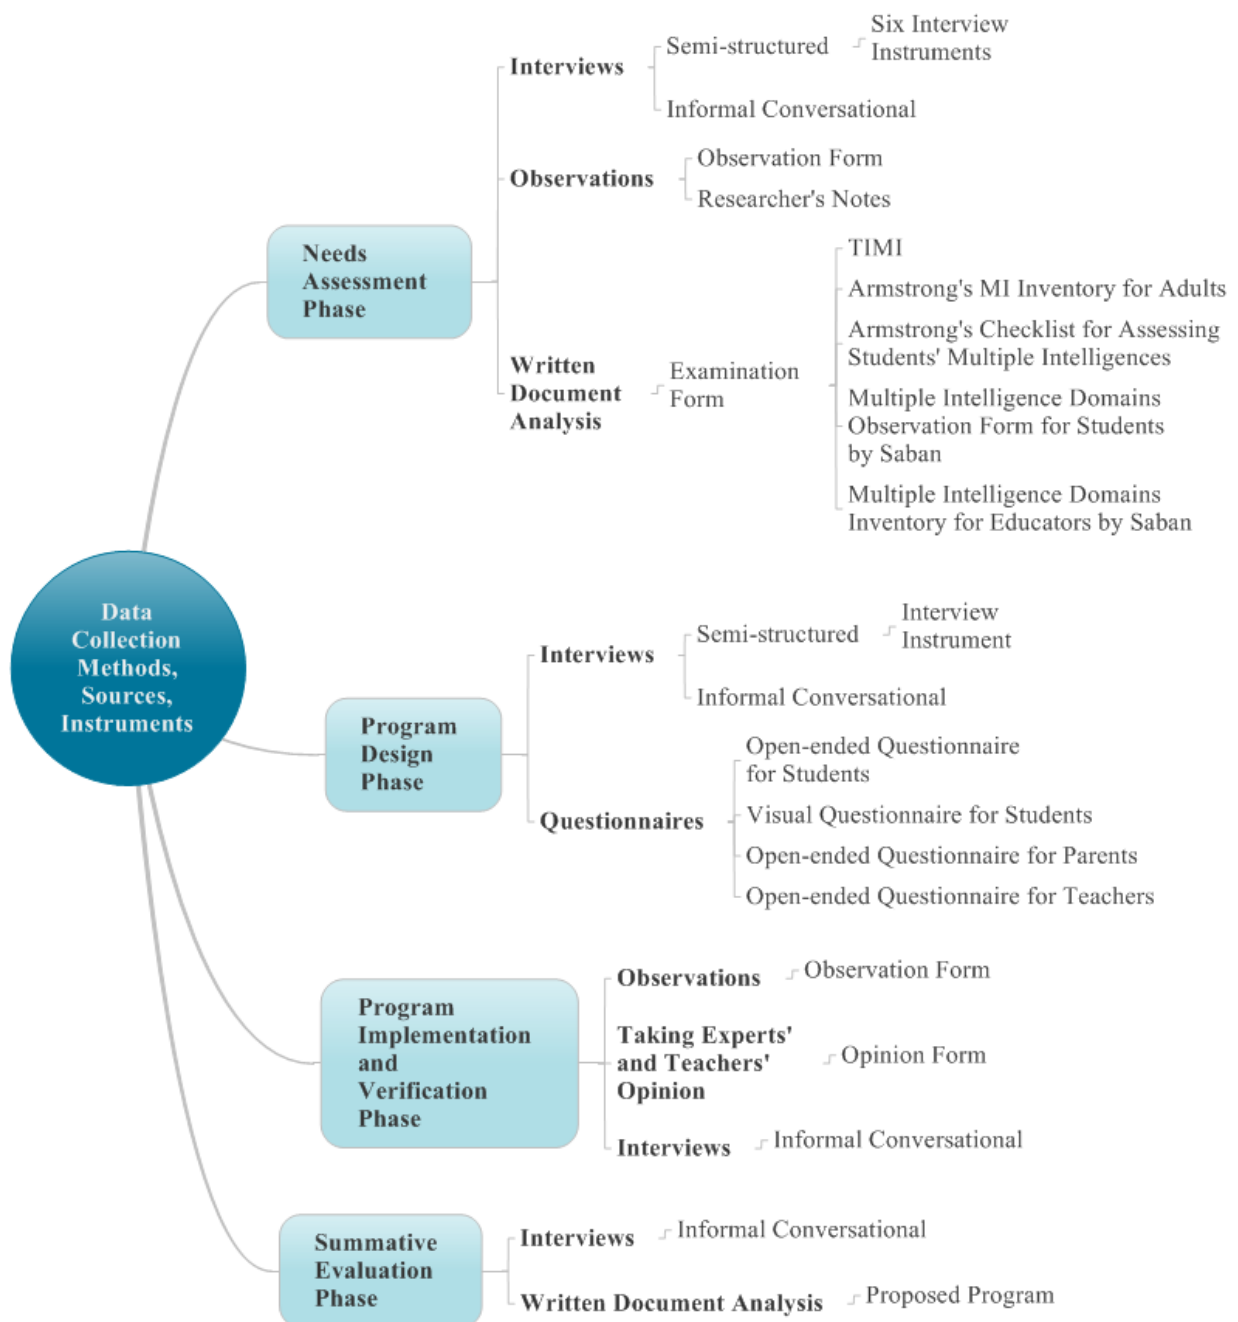 Data
Collection
Methods,
Sources,
Instruments
Needs
Assessment
Phase
Interviews
Semi-structured
Six Interview
Instruments
Informal Conversational
Observations
Observation Form
Researcher's Notes
Written
Document
Analysis
Examination
Form
TIMI
Armstrong's MI Inventory for Adults
Armstrong's Checklist for Assessing
Students' Multiple Intelligences
Multiple Intelligence Domains
Observation Form for Students
by Saban
Multiple Intelligence Domains
Inventory for Educators by Saban
Program
Design
Phase
Interviews
Semi-structured
Interview
Instrument
Informal Conversational
Questionnaires
Open-ended Questionnaire
for Students
Visual Questionnaire for Students
Open-ended Questionnaire for Parents
Open-ended Questionnaire for Teachers
Program
Implementation
and
Verification
Phase
Observations
Observation Form
Taking Experts'
and Teachers'
Opinion
Opinion Form
Interviews
Informal Conversational
Summative
Evaluation
Phase
Interviews
Informal Conversational
Written Document Analysis
Proposed Program